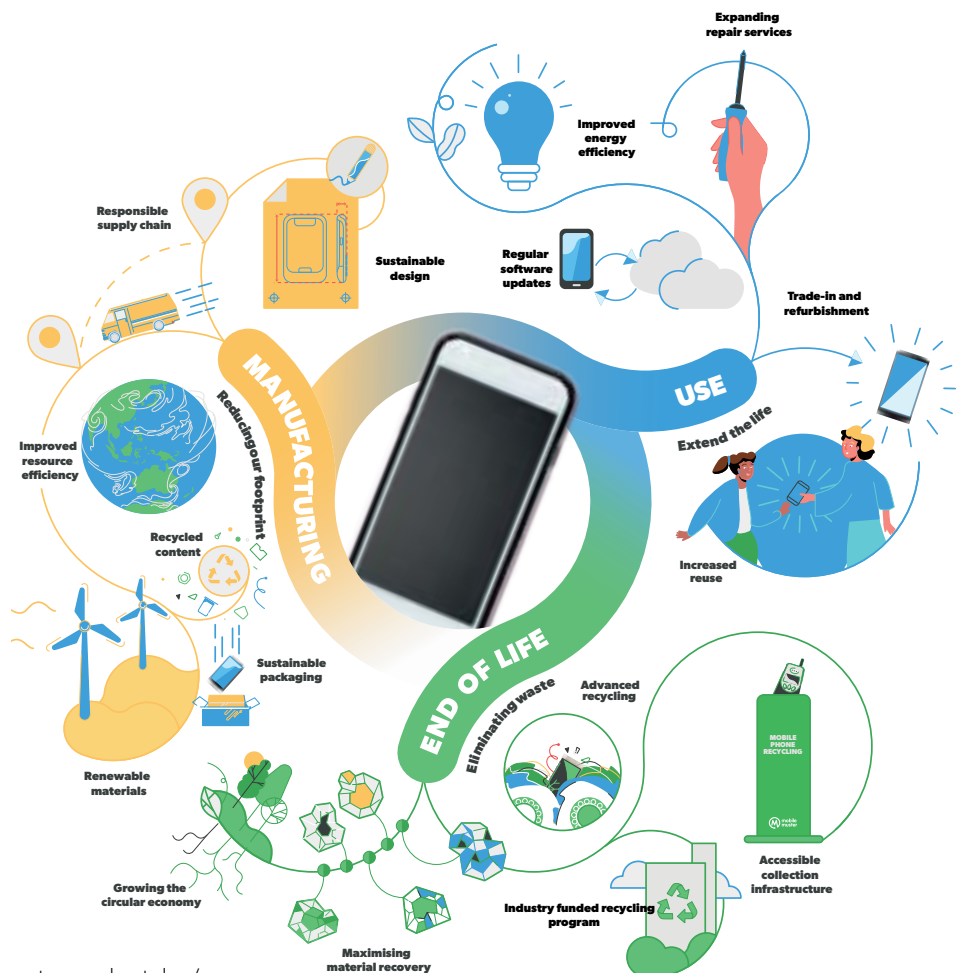 Expanding
repair services
Improved
energy
efficiency
Responsible
supply chain
Sustainable
design
Regular
software
updates
Trade-in and
refurbishment
MANUFACTURING
Reducing our footprint
USE
Extend the life
Improved
resource
efficiency
Recycled
content
Increased
reuse
Sustainable
packaging
END OF LIFE
Eliminating waste
Advanced
recycling
MOBILE
PHONE
RECYCLING
mobile
muster
Renewable
materials
Accessible
collection
infrastructure
Growing the
circular economy
Industry funded recycling
program
Maximising
material recovery